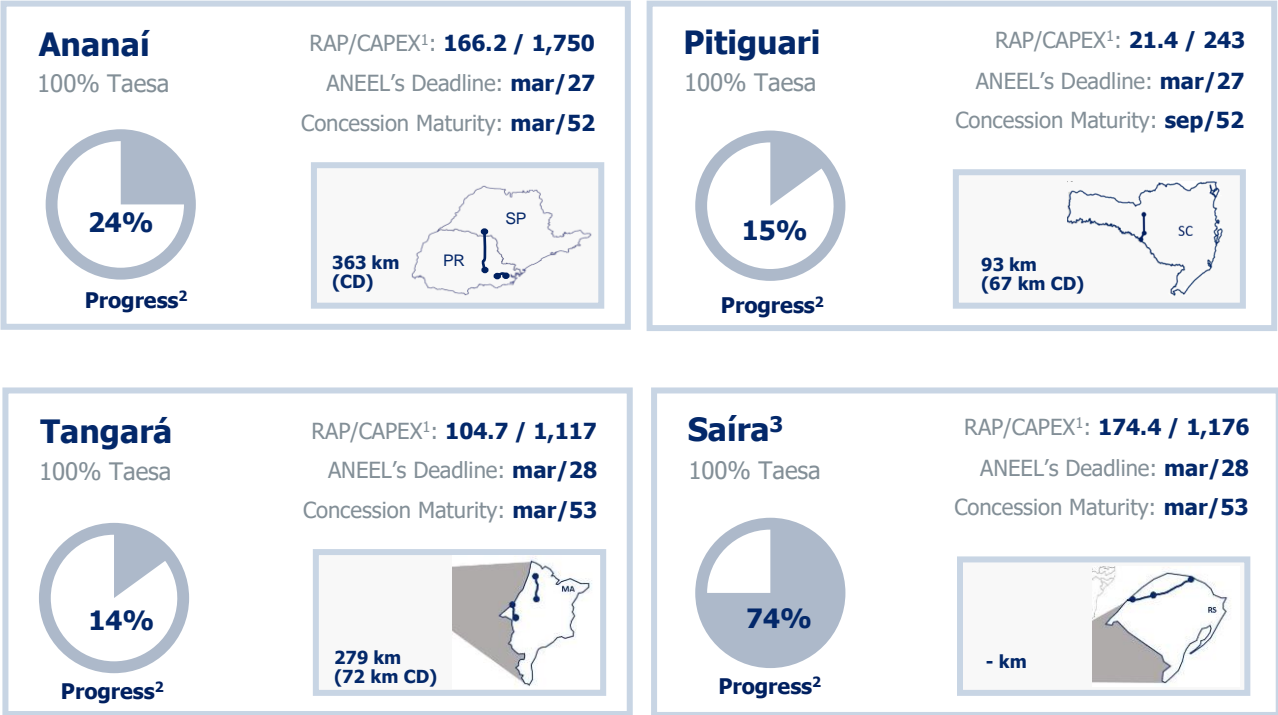 Ananaí
100% Taesa
RAP/CAPEX¹: 166.2 / 1,750
ANEEL’s Deadline: mar/27
Concession Maturity: mar/52
24%
Progress²
SP
PR
363 km
(CD)
Pitiguari
100% Taesa
RAP/CAPEX¹: 21.4 / 243
ANEEL’s Deadline: mar/27
Concession Maturity: sep/52
15%
Progress²
SC
93 km
(67 km CD)
Tangará
100% Taesa
RAP/CAPEX¹: 104.7 / 1,117
ANEEL’s Deadline: mar/28
Concession Maturity: mar/53
14%
Progress²
MA
279 km
(72 km CD)
Saíra³
100% Taesa
RAP/CAPEX¹: 174.4 / 1,176
ANEEL’s Deadline: mar/28
Concession Maturity: mar/53
74%
Progress²
RS
- km